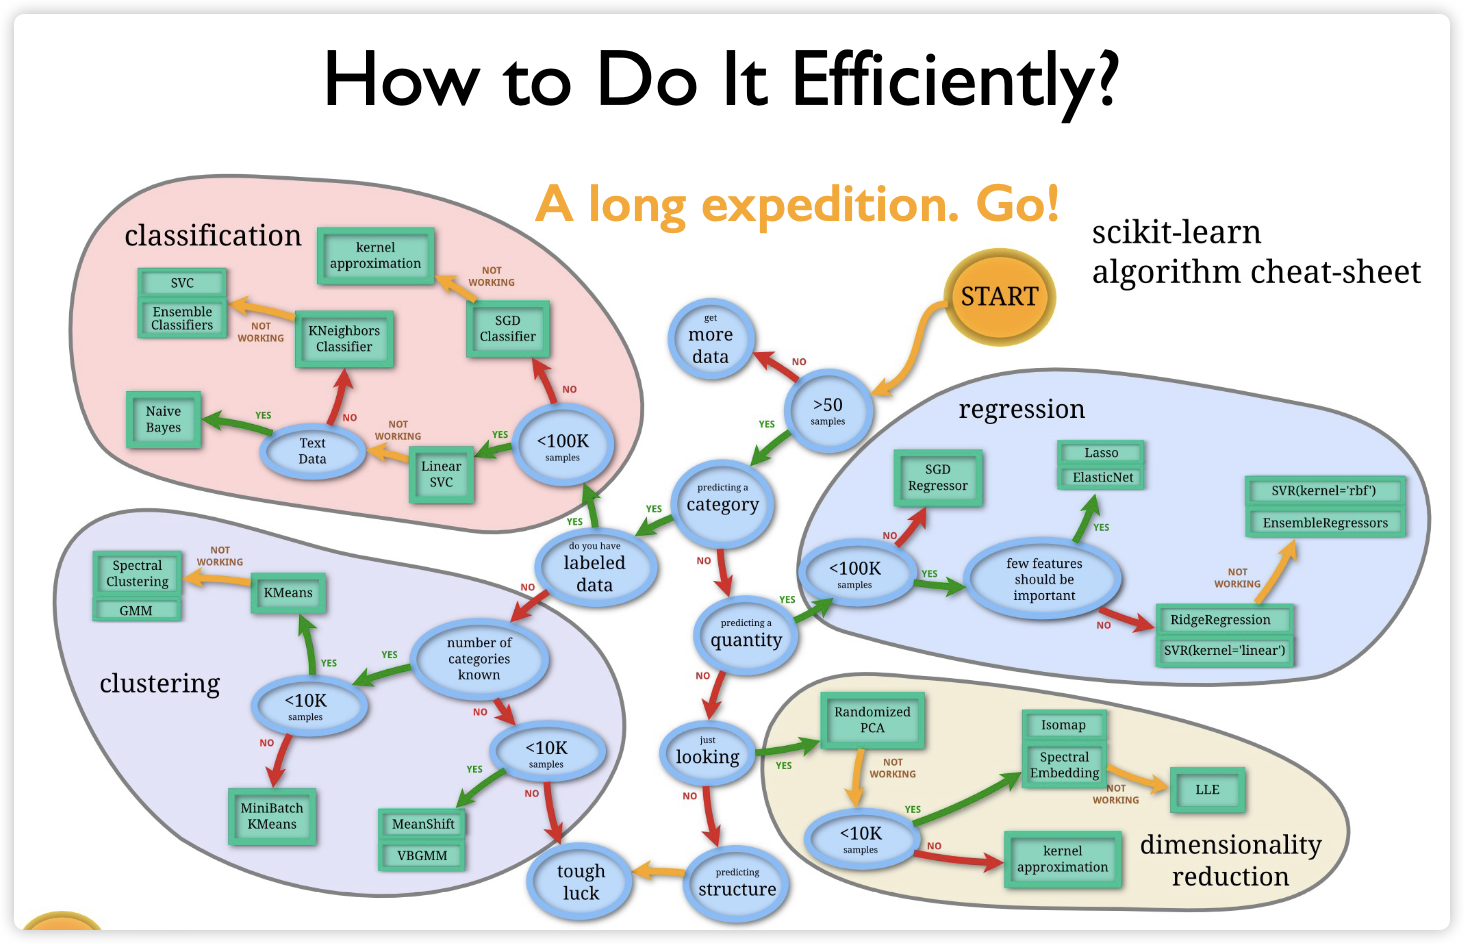 How to Do It Efficiently?
A long expedition. Go!
scikit-learn
algorithm cheat-sheet
START
get
more
data
NO
>50
samples
YES
predicting a
category
YES
NO
do you have
labeled
data
YES
NO
predicting a
quantity
YES
NO
just
looking
YES
NO
predicting
structure
tough
luck
classification
kernel
approximation
NOT
WORKING
SVC
Ensemble
Classifiers
NOT
WORKING
KNeighbors
Classifier
SGD
Classifier
NO
Naive
Bayes
YES
NO
Text
Data
NOT
WORKING
Linear
SVC
YES
<100K
samples
regression
SGD
Regressor
NO
<100K
samples
YES
Lasso
ElasticNet
YES
few features
should be
important
NO
SVR(kernel='rbf')
EnsembleRegressors
NOT
WORKING
RidgeRegression
SVR(kernel='linear')
clustering
Spectral
Clustering
GMM
NOT
WORKING
KMeans
YES
YES
number of
categories
known
NO
<10K
samples
NO
MiniBatch
KMeans
<10K
samples
YES
NO
MeanShift
VBGMM
dimensionality
reduction
Randomized
PCA
NOT
WORKING
<10K
samples
YES
NO
Isomap
Spectral
Embedding
NOT
WORKING
LLE
kernel
approximation